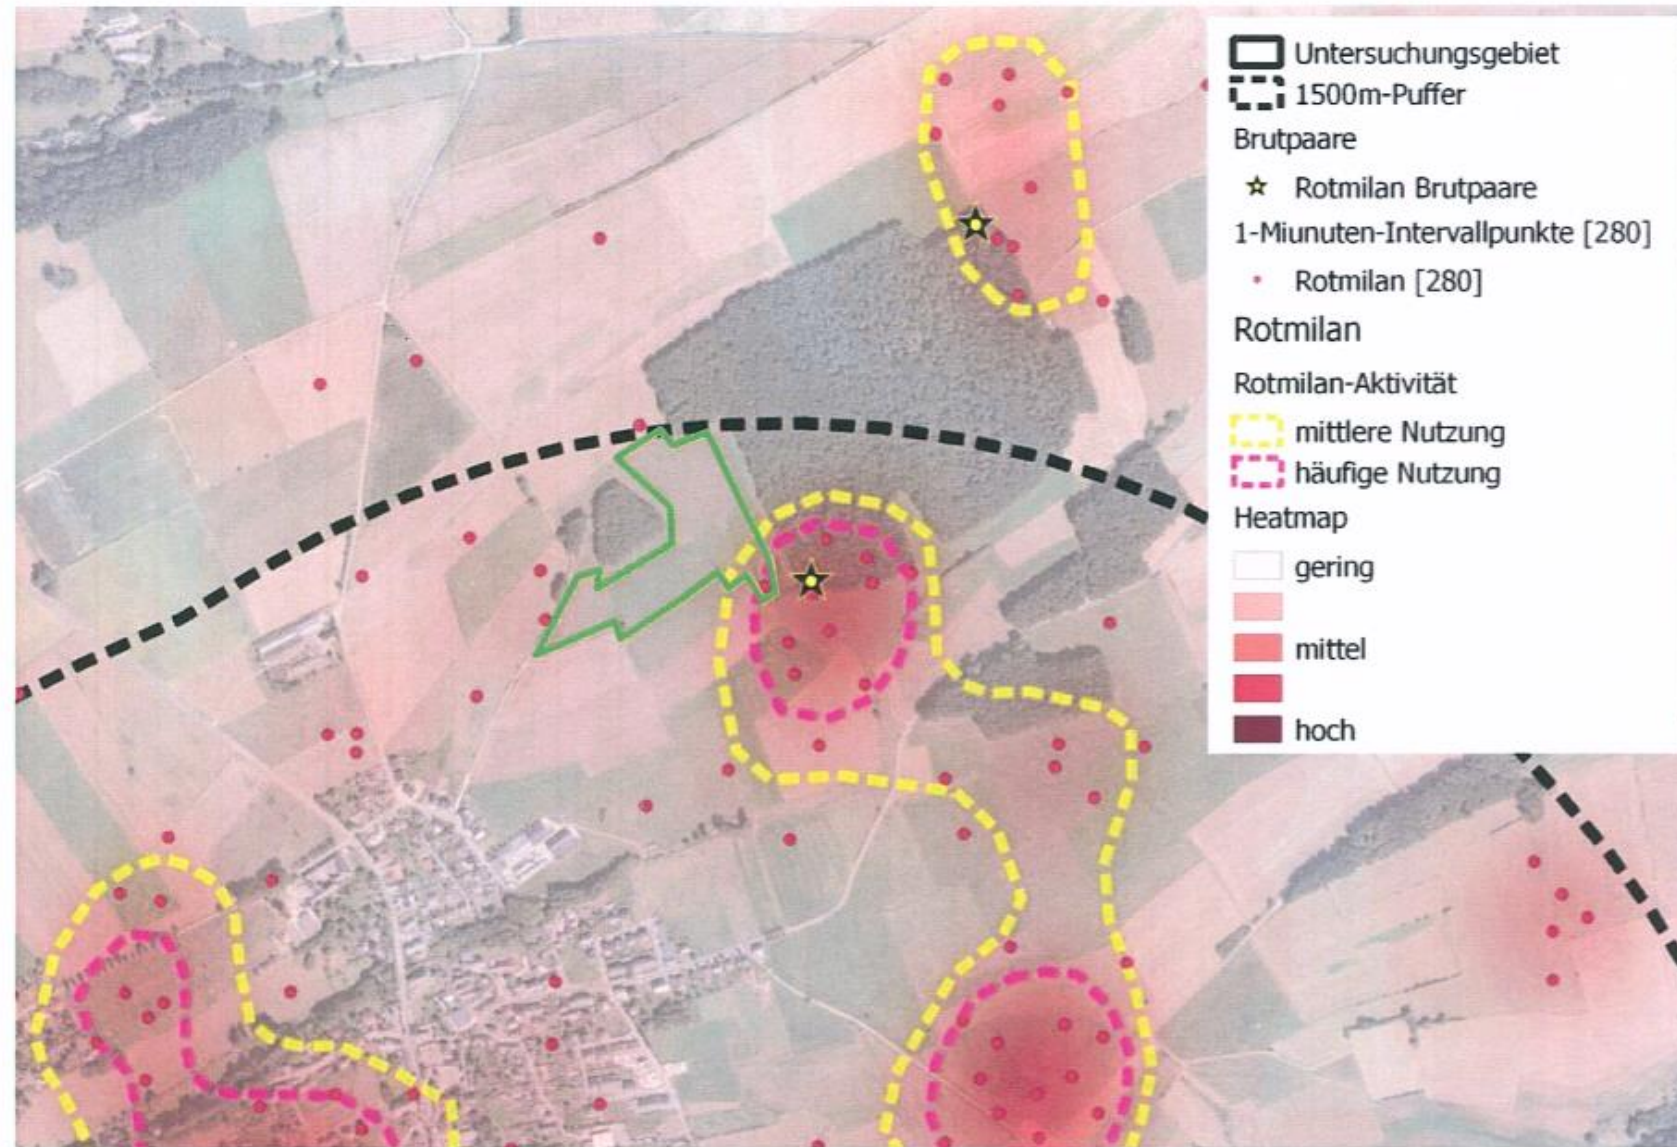 Untersuchungsgebiet
1500m-Puffer
Brutpaare
Rotmilan Brutpaare
1-Miunuten-Intervallpunkte [280]
Rotmilan [280]
Rotmilan
Rotmilan-Aktivität
mittlere Nutzung
häufige Nutzung
Heatmap
gering
mittel
hoch